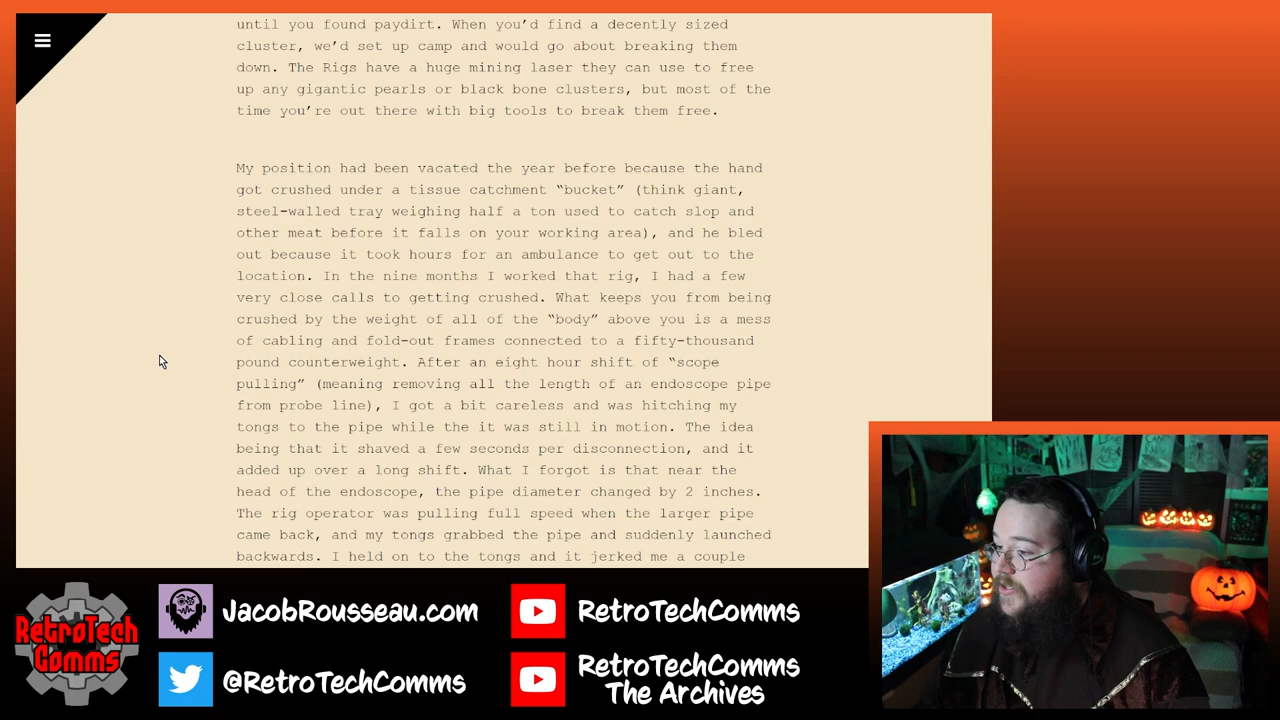 until you found paydirt. When you’d find a decently sized
cluster, we’d set up camp and would go about breaking them
down. The Rigs have a huge mining laser they can use to free
up any gigantic pearls or black bone clusters, but most of the
time you’re out there with big tools to break them free.
My position had been vacated the year before because the hand
got crushed under a tissue catchment “bucket” (think giant,
steel-walled tray weighing half a ton used to catch slop and
other meat before it falls on your working area), and he bled
out because it took hours for an ambulance to get out to the
location. In the nine months I worked that rig, I had a few
very close calls to getting crushed. What keeps you from being
crushed by the weight of all of the “body” above you is a mess
of cabling and fold-out frames connected to a fifty-thousand
pound counterweight. After an eight hour shift of “scope
pulling” (meaning removing all the length of an endoscope pipe
from probe line), I got a bit careless and was hitching my
tongs to the pipe while the it was still in motion. The idea
being that it shaved a few seconds per disconnection, and it
added up over a long shift. What I forgot is that near the
head of the endoscope, the pipe diameter changed by 2 inches.
The rig operator was pulling full speed when the larger pipe
came back, and my tongs grabbed the pipe and suddenly launched
backwards. I held on to the tongs and it jerked me a couple
RetroTech
Comms
JacobRousseau.com
@RetroTechComms
RetroTechComms
RetroTechComms
The Archives